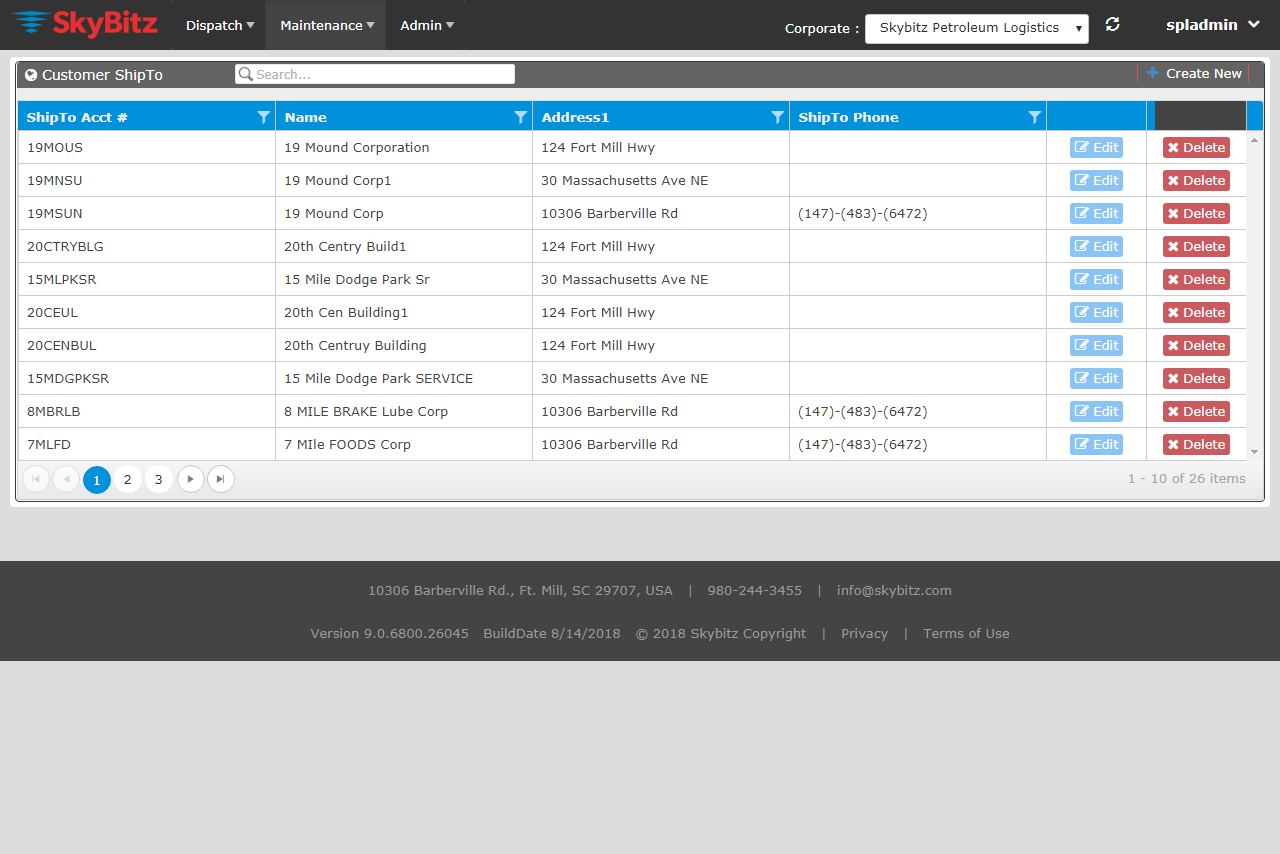 SkyBitz Dispatch Maintenance Admin Corporate : Skybitz Petroleum Logistics spladmin
Customer ShipTo Search... Create New
ShipTo Acct # Name Address1 ShipTo Phone
19MOUS 19 Mound Corporation 124 Fort Mill Hwy Edit Delete
19MNSU 19 Mound Corp1 30 Massachusetts Ave NE Edit Delete
19MSUN 19 Mound Corp 10306 Barberville Rd (147)-(483)-(6472) Edit Delete
20CTRYBLG 20th Centry Build1 124 Fort Mill Hwy Edit Delete
15MLPKSR 15 Mile Dodge Park Sr 30 Massachusetts Ave NE Edit Delete
20CEUL 20th Cen Building1 124 Fort Mill Hwy Edit Delete
20CENBUL 20th Centruy Building 124 Fort Mill Hwy Edit Delete
15MDGPKSR 15 Mile Dodge Park SERVICE 30 Massachusetts Ave NE Edit Delete
8MBRLB 8 MILE BRAKE Lube Corp 10306 Barberville Rd (147)-(483)-(6472) Edit Delete
7MLFD 7 MIle FOODS Corp 10306 Barberville Rd (147)-(483)-(6472) Edit Delete
1 2 3 1 - 10 of 26 items
10306 Barberville Rd., Ft. Mill, SC 29707, USA | 980-244-3455 | info@skybitz.com
Version 9.0.6800.26045 BuildDate 8/14/2018 © 2018 Skybitz Copyright | Privacy | Terms of Use